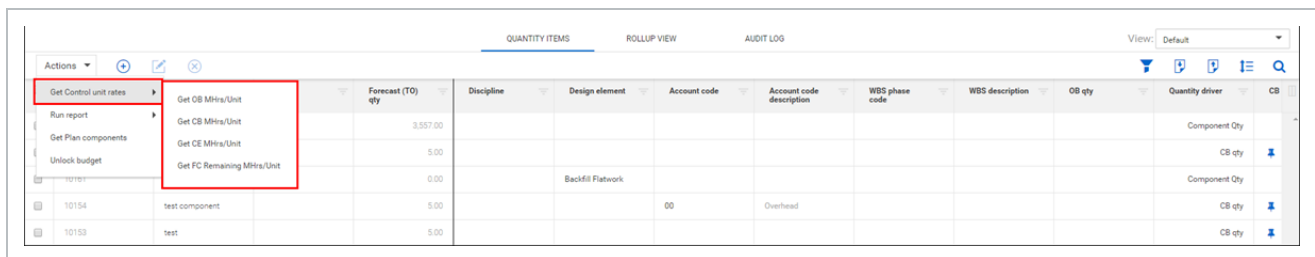 QUANTITY ITEMS ROLLUP VIEW AUDIT LOG View: Default
Actions
Get Control unit rates
Run report
Get Plan components
Unlock budget
Get OB MHrs/Unit
Get CB MHrs/Unit
Get CE MHrs/Unit
Get FC Remaining MHrs/Unit
Forecast (TO) qty Discipline Design element Account code Account code description WBS phase code WBS description OB qty Quantity driver CB
3,557.00 Component Qty
5.00 CB qty
0.00 Backfill Flatwork Component Qty
10154 test component 5.00 00 Overhead CB qty
10153 test 5.00 CB qty